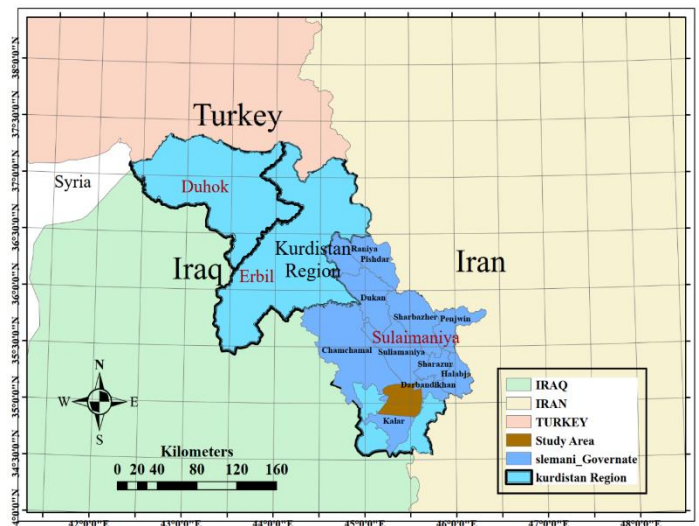 Turkey
Syria
Duhok
Kurdistan
Region
Iraq
Erbil
Iran
Raniya
Pishdar
Dukan
Sharbazher
Penjwin
Sulaimaniya
Chamchamal
Suliamaniya
Sharazur
Halabja
Darbandikhan
Kalar
N
W
E
S
Kilometers
0 20 40 80 120 160
IRAQ
IRAN
TURKEY
Study Area
slemani_Governate
kurdistan Region